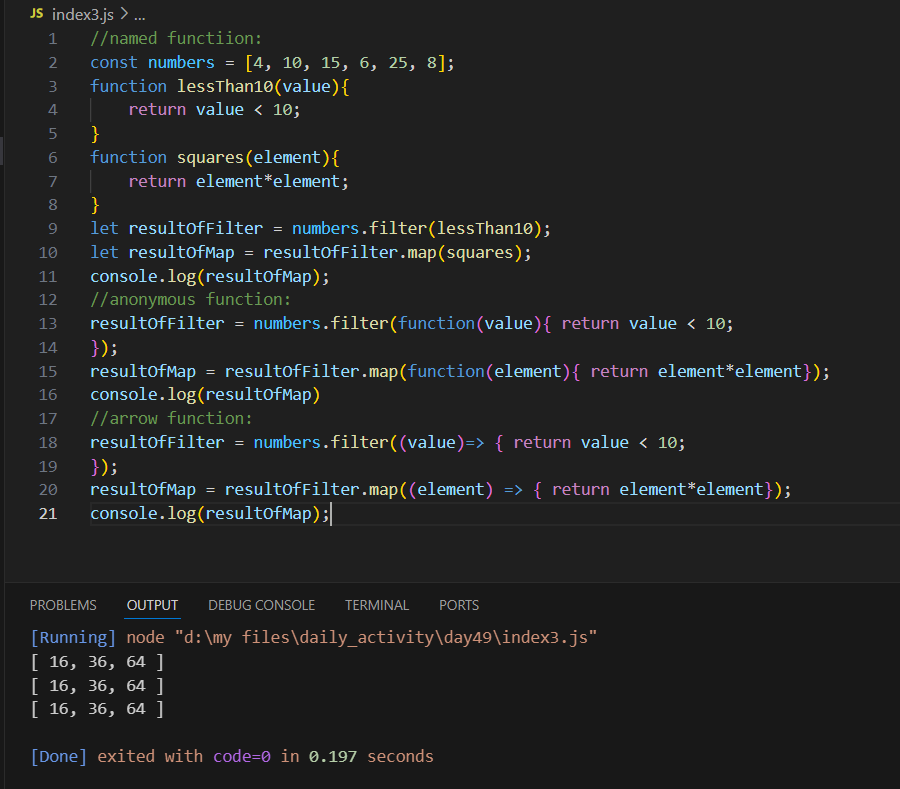 JS index3.js > ...
1 //named functiion:
2 const numbers = [4, 10, 15, 6, 25, 8];
3 function lessThan10(value){
4     return value < 10;
5 }
6 function squares(element){
7     return element*element;
8 }
9 let resultOfFilter = numbers.filter(lessThan10);
10 let resultOfMap = resultOfFilter.map(squares);
11 console.log(resultOfMap);
12 //anonymous function:
13 resultOfFilter = numbers.filter(function(value){ return value < 10;
14 });
15 resultOfMap = resultOfFilter.map(function(element){ return element*element});
16 console.log(resultOfMap)
17 //arrow function:
18 resultOfFilter = numbers.filter((value)=> { return value < 10;
19 });
20 resultOfMap = resultOfFilter.map((element) => { return element*element});
21 console.log(resultOfMap);
PROBLEMS OUTPUT DEBUG CONSOLE TERMINAL PORTS
[Running] node "d:\my files\daily_activity\day49\index3.js"
[ 16, 36, 64 ]
[ 16, 36, 64 ]
[ 16, 36, 64 ]
[Done] exited with code=0 in 0.197 seconds